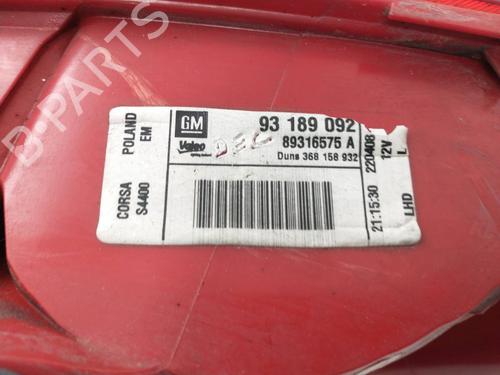 B-PARTS
CORSA POLAND
S4400 EM
GM
93 189 092
Valeo
89316575 A
Duns 368 158 932
21:15:30 220408
LHD 12V L